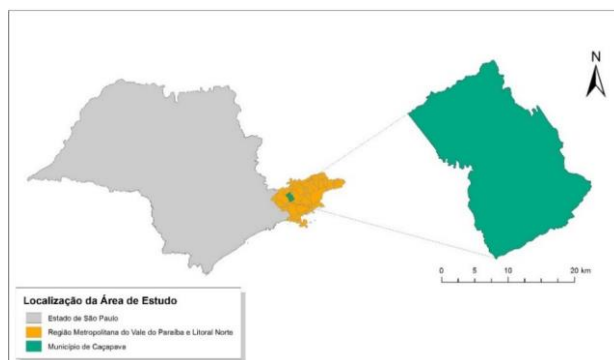 N
0 5 10 20 km
Localização da Área de Estudo
Estado de São Paulo
Região Metropolitana do Vale do Paraíba e Litoral Norte
Município de Caçapava